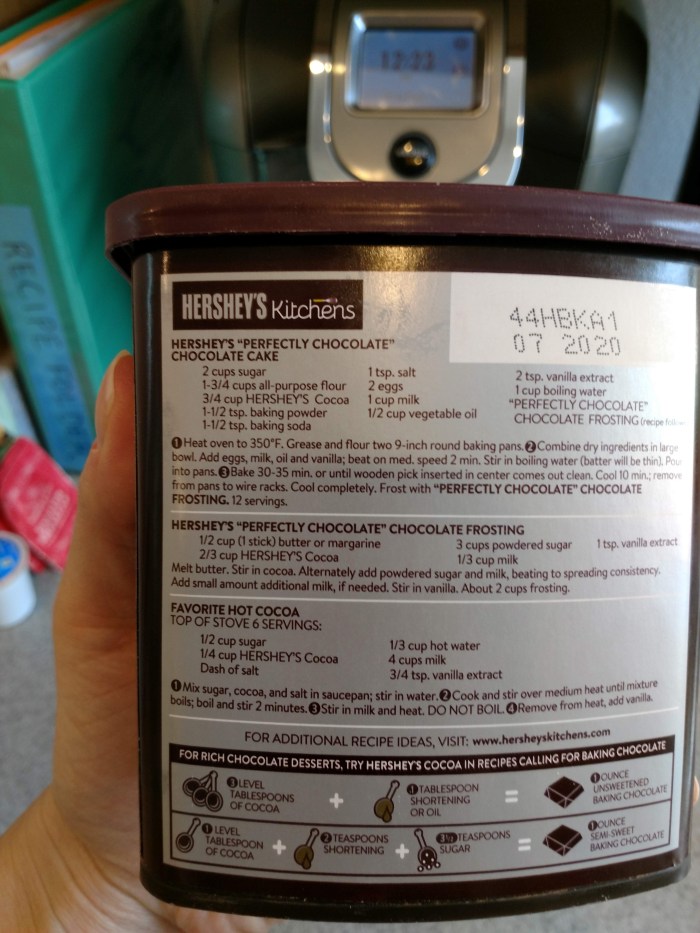 12:23
RECIPE
HERSHEY'S Kitchens
44HBKA1
07 2020
HERSHEY'S "PERFECTLY CHOCOLATE"
CHOCOLATE CAKE
2 cups sugar
1-3/4 cups all-purpose flour
3/4 cup HERSHEY'S Cocoa
1-1/2 tsp. baking powder
1-1/2 tsp. baking soda
1 tsp. salt
2 eggs
1 cup milk
1/2 cup vegetable oil
2 tsp. vanilla extract
1 cup boiling water
"PERFECTLY CHOCOLATE"
CHOCOLATE FROSTING (recipe
1 Heat oven to 350°F. Grease and flour two 9-inch round baking pans. 2 Combine dry ingredients in large
bowl. Add eggs, milk, oil and vanilla; beat on med. speed 2 min. Stir in boiling water (batter will be thin). Pour
into pans. 3 Bake 30-35 min. or until wooden pick inserted in center comes out clean. Cool 10 min.; remove
from pans to wire racks. Cool completely. Frost with "PERFECTLY CHOCOLATE" CHOCOLATE
FROSTING. 12 servings.
HERSHEY'S "PERFECTLY CHOCOLATE" CHOCOLATE FROSTING
1/2 cup (1 stick) butter or margarine
2/3 cup HERSHEY'S Cocoa
3 cups powdered sugar
1/3 cup milk
1 tsp. vanilla extract
Melt butter. Stir in cocoa. Alternately add powdered sugar and milk, beating to spreading consistency.
Add small amount additional milk, if needed. Stir in vanilla. About 2 cups frosting.
FAVORITE HOT COCOA
TOP OF STOVE 6 SERVINGS:
1/2 cup sugar
1/4 cup HERSHEY'S Cocoa
Dash of salt
1/3 cup hot water
4 cups milk
3/4 tsp. vanilla extract
1 Mix sugar, cocoa, and salt in saucepan; stir in water. 2 Cook and stir over medium heat until mixture
boils; boil and stir 2 minutes. 3 Stir in milk and heat. DO NOT BOIL. 4 Remove from heat, add vanilla.
FOR ADDITIONAL RECIPE IDEAS, VISIT: www.hersheyskitchens.com
FOR RICH CHOCOLATE DESSERTS, TRY HERSHEY'S COCOA IN RECIPES CALLING FOR BAKING CHOCOLATE
3 LEVEL
TABLESPOONS
OF COCOA
+
1 TABLESPOON
SHORTENING
OR OIL
=
1 OUNCE
UNSWEETENED
BAKING CHOCOLATE
1 LEVEL
TABLESPOON
OF COCOA
+
2 TEASPOONS
SHORTENING
+
3½ TEASPOONS
SUGAR
=
1 OUNCE
SEMI-SWEET
BAKING CHOCOLATE